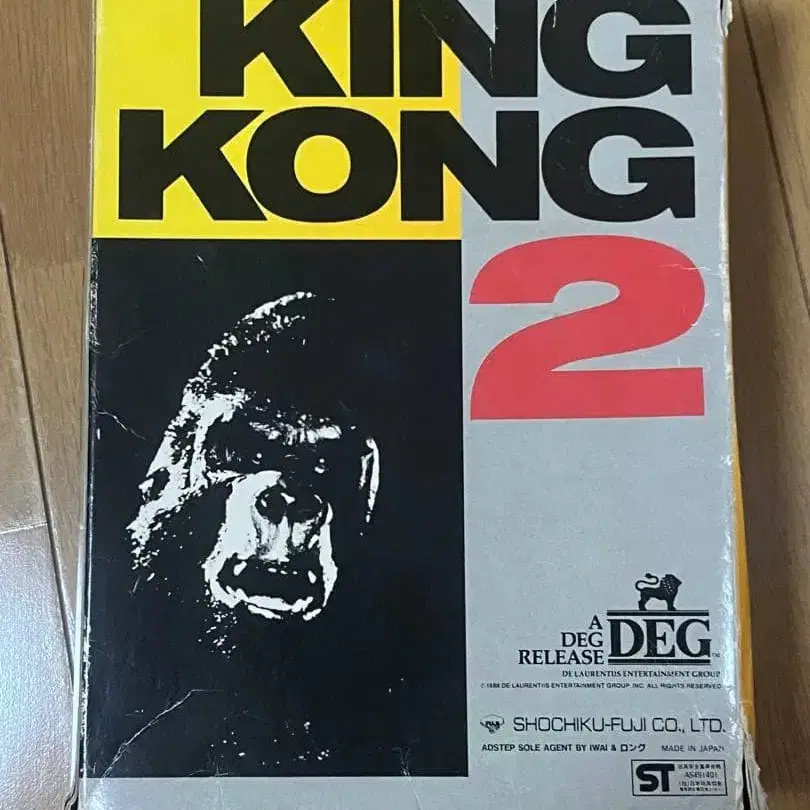 KING
KONG
2
A
DEG
RELEASE
DEG
DE LAURENTIIS ENTERTAINMENT GROUP
© 1986 DE LAURENTIIS ENTERTAINMENT GROUP INC. ALL RIGHTS RESERVED
SHOCHIKU-FUJI CO., LTD.
ADSTEP SOLE AGENT BY IWAI & ロング MADE IN JAPAN
ST